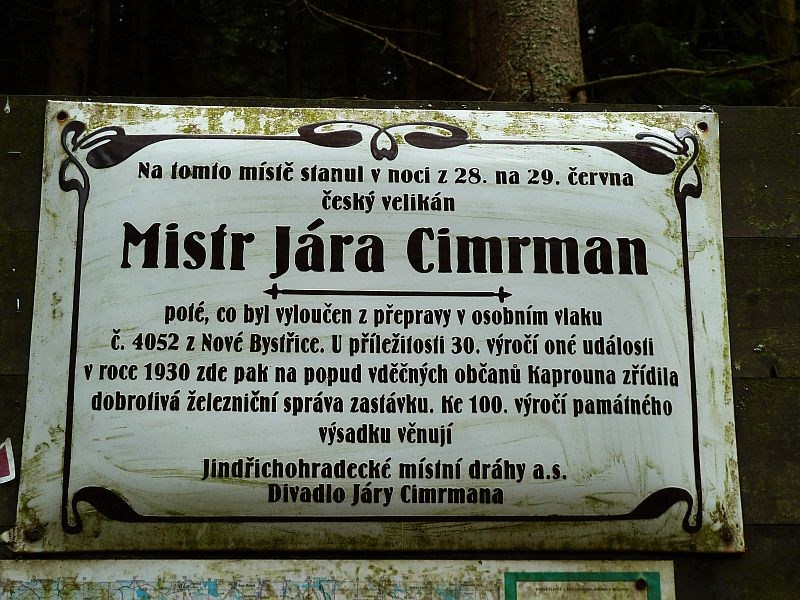 Na tomto místě stanul v noci z 28. na 29. června
český velikán
Mistr Jára Cimrman
poté, co byl vyloučen z přepravy v osobním vlaku
č. 4052 z Nové Bystřice. U příležitosti 30. výročí oné události
v roce 1930 zde pak na popud vděčných občanů Kaprouna zřídila
dobrotivá železniční správa zastávku. Ke 100. výročí památného
výsadku věnují
Jindřichohradecké místní dráhy a.s.
Divadlo Járy Cimrmana